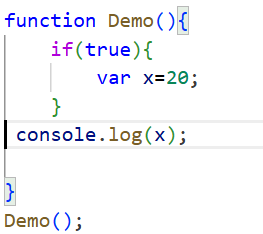 function Demo(){
    if(true){
        var x=20;
    }
 console.log(x);

}
Demo();